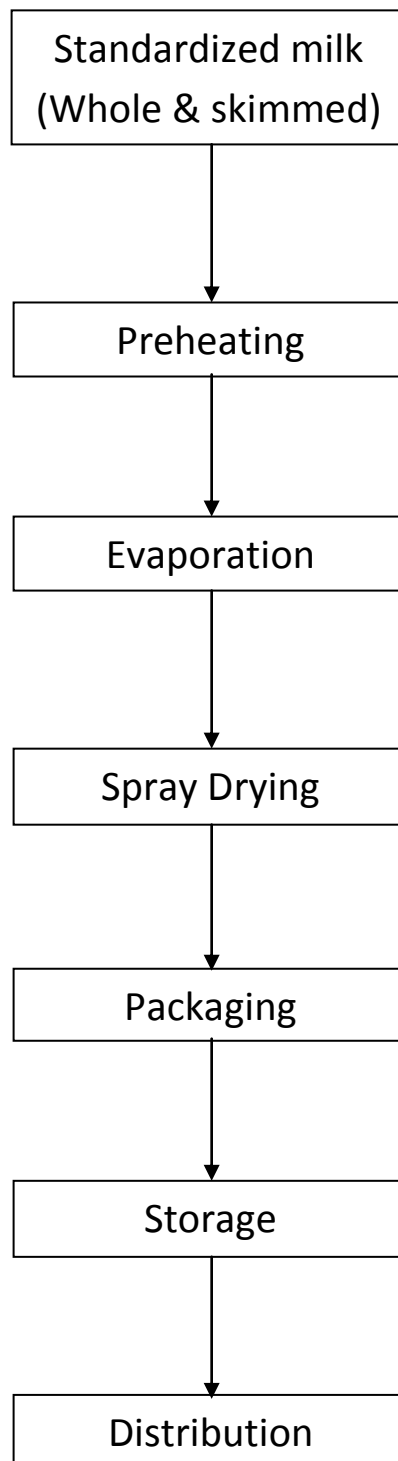 Standardized milk
(Whole & skimmed)
Preheating
Evaporation
Spray Drying
Packaging
Storage
Distribution